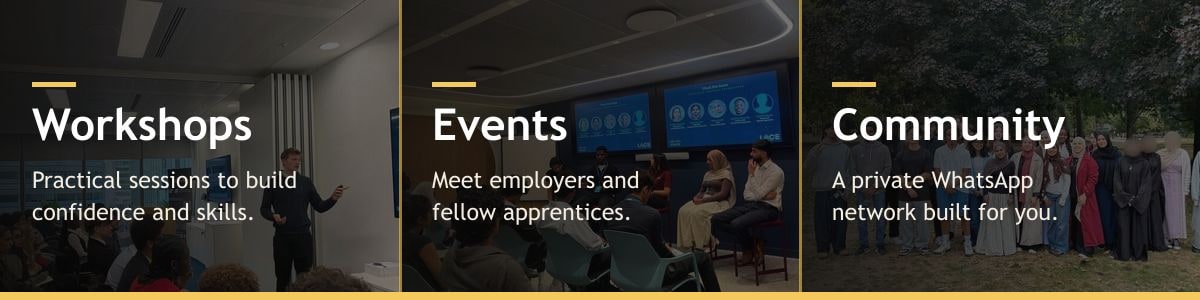 Workshops
Practical sessions to build
confidence and skills.
Events
Meet employers and
fellow apprentices.
Community
A private WhatsApp
network built for you.